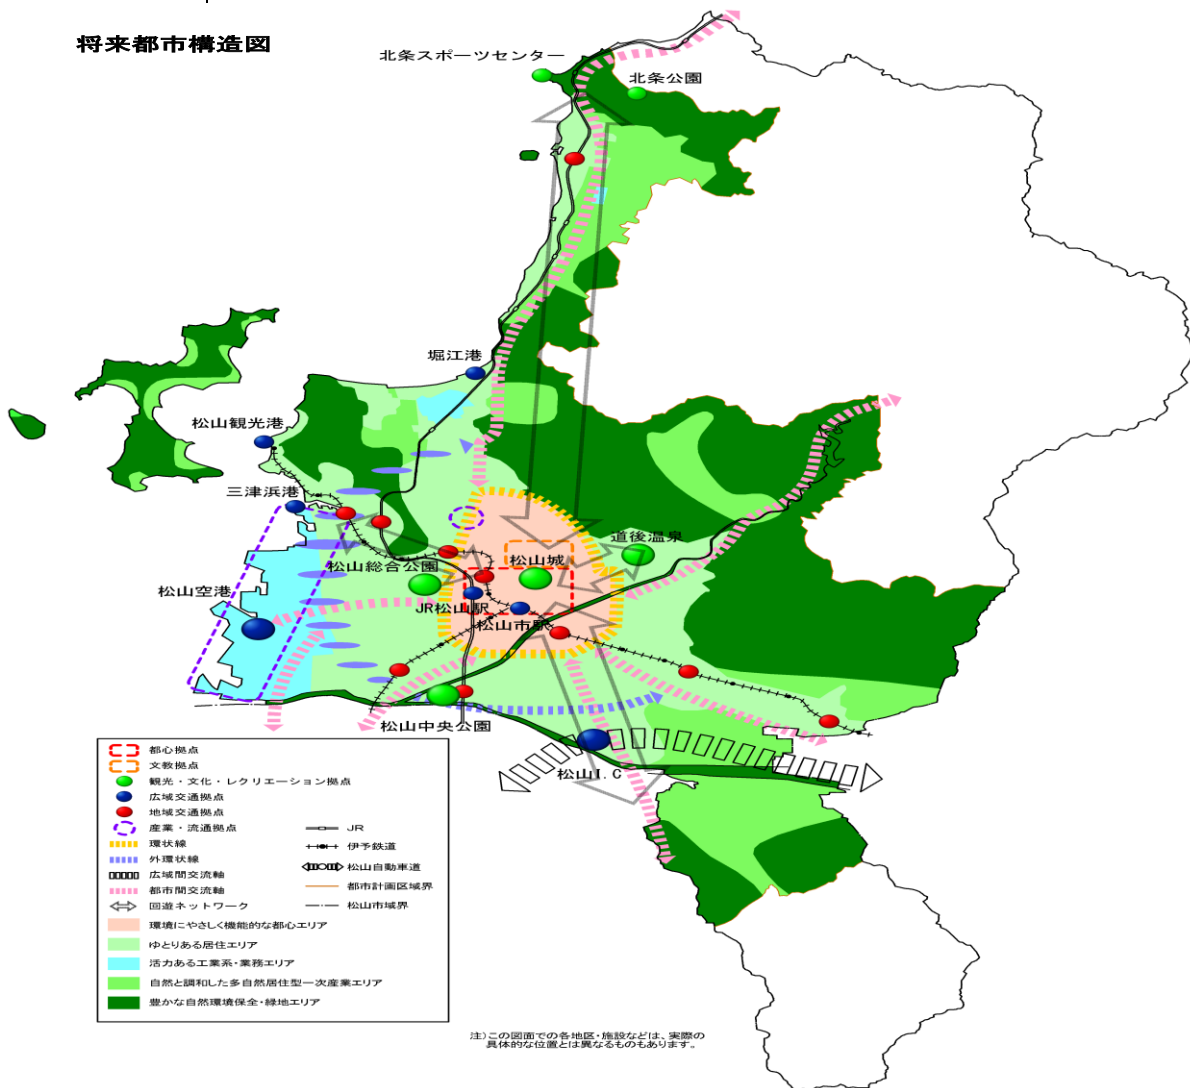 将来都市構造図
北条スポーツセンター
北条公園
堀江港
松山観光港
三津浜港
道後温泉
松山城
松山総合公園
松山空港
JR松山駅
松山市駅
松山中央公園
松山I.C
都心拠点
文教拠点
観光・文化・レクリエーション拠点
広域交通拠点
地域交通拠点
産業・流通拠点
環状線
外環状線
広域間交流軸
都市間交流軸
回遊ネットワーク
JR
伊予鉄道
松山自動車道
都市計画区域界
松山市域界
環境にやさしく機能的な都心エリア
ゆとりある居住エリア
活力ある工業系・業務エリア
自然と調和した多自然居住型一次産業エリア
豊かな自然環境保全・緑地エリア
注)この図面での各地区・施設などは、実際の
具体的な位置とは異なるものもあります。